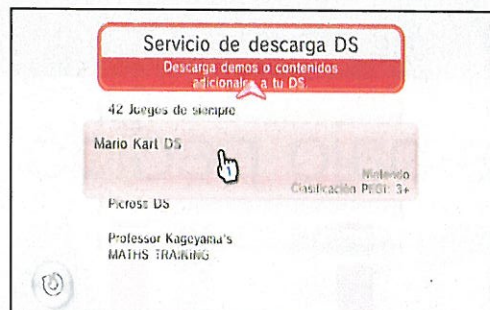 Servicio de descarga DS
Descarga demos o contenidos
adicionales a tu DS.
42 Juegos de siempre
Mario Kart DS
1
Nintendo
Clasificación PEGI: 3+
Picross DS
Professor Kageyama's
MATHS TRAINING